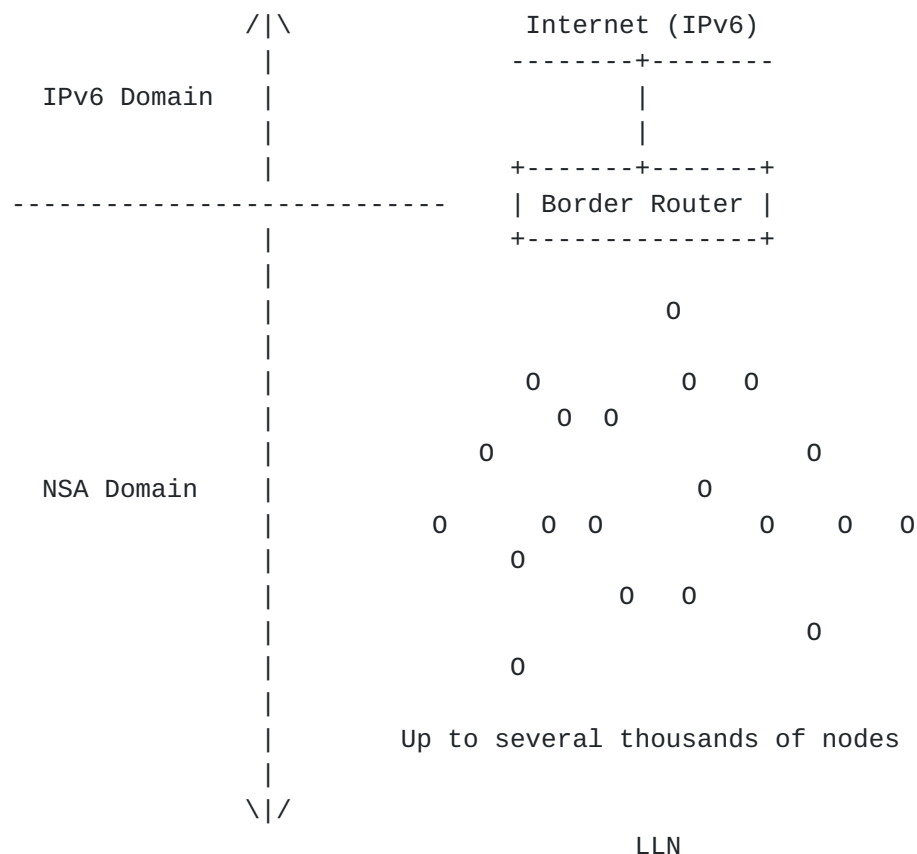 /|\                Internet (IPv6)
|                --------+--------
IPv6 Domain    |                        |
|                        |
|                +-------+-------+
----------------------------    | Border Router |
|                +---------------+
|
|                          O
|
|                 O         O   O
|                   O  O
|              O                    O
NSA Domain     |                            O
|           O      O  O          O    O   O
|                O
|                       O   O
|                                   O
|                O
|
|         Up to several thousands of nodes
|
\|/
LLN